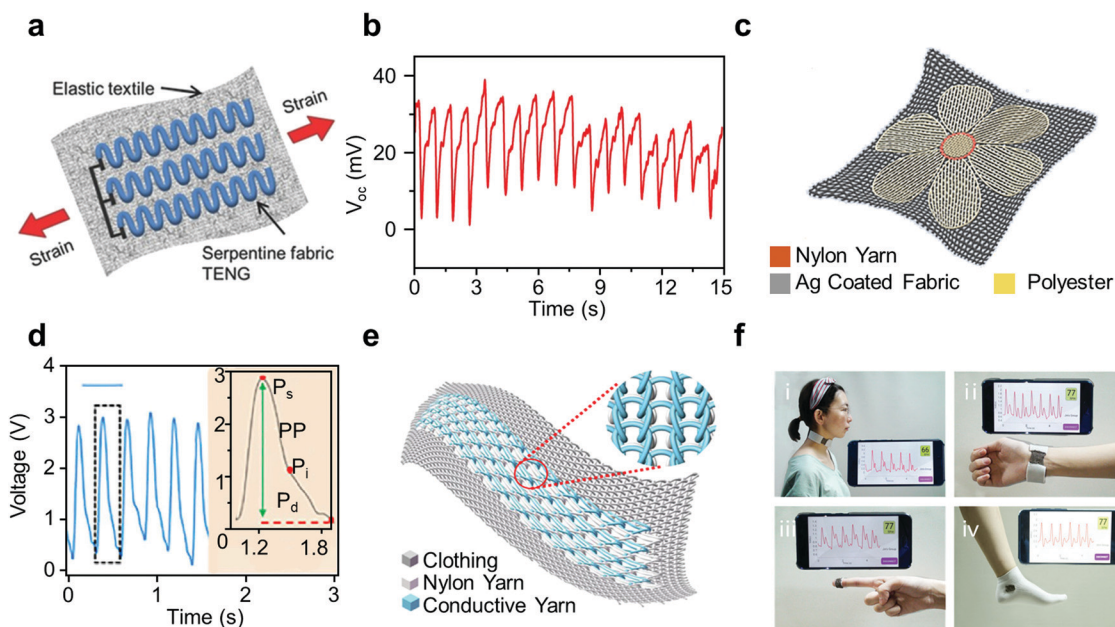 a
Elastic textile
Strain
Strain
Serpentine fabric
TENG
b
Voc (mV)
40
20
0
0 3 6 9 12 15
Time (s)
c
Nylon Yarn
Ag Coated Fabric
Polyester
d
Voltage (V)
4
3
2
1
0
0 1 2 3
Time (s)
3
2
1
0 1.2 1.8
Ps
PP
Pi
Pd
e
Clothing
Nylon Yarn
Conductive Yarn
f
i
66
ii
77
iii
77
iv
77